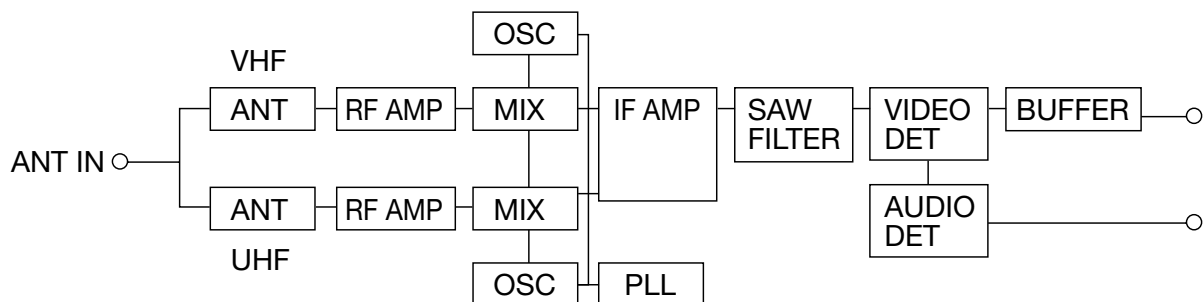 OSC
VHF
ANT
RF AMP
MIX
IF AMP
SAW
FILTER
VIDEO
DET
BUFFER
ANT IN
ANT
RF AMP
MIX
AUDIO
DET
UHF
OSC
PLL